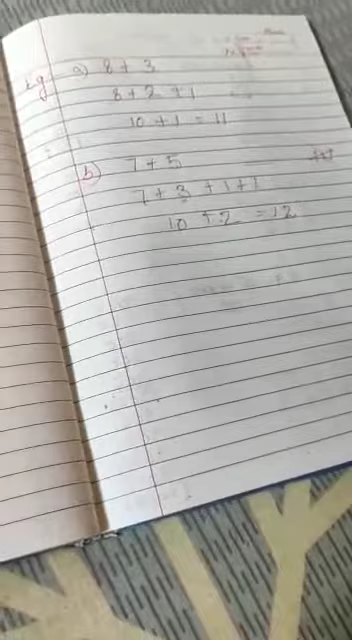 eg - a) 8 + 3
8 + 2 + 1
10 + 1 = 11
b) 7 + 5
7 + 3 + 1 + 1
10 + 2 = 12